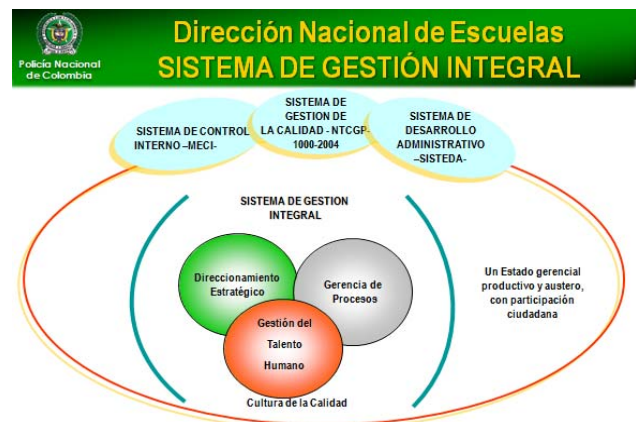 Policía Nacional
de Colombia
Dirección Nacional de Escuelas
SISTEMA DE GESTIÓN INTEGRAL
SISTEMA DE CONTROL
INTERNO –MECI-
SISTEMA DE
GESTION DE
LA CALIDAD - NTCGP-
1000-2004
SISTEMA DE
DESARROLLO
ADMINISTRATIVO
–SISTEDA-
SISTEMA DE GESTION
INTEGRAL
Direccionamiento
Estratégico
Gerencia de
Procesos
Gestión del
Talento
Humano
Cultura de la Calidad
Un Estado gerencial
productivo y austero,
con participación
ciudadana